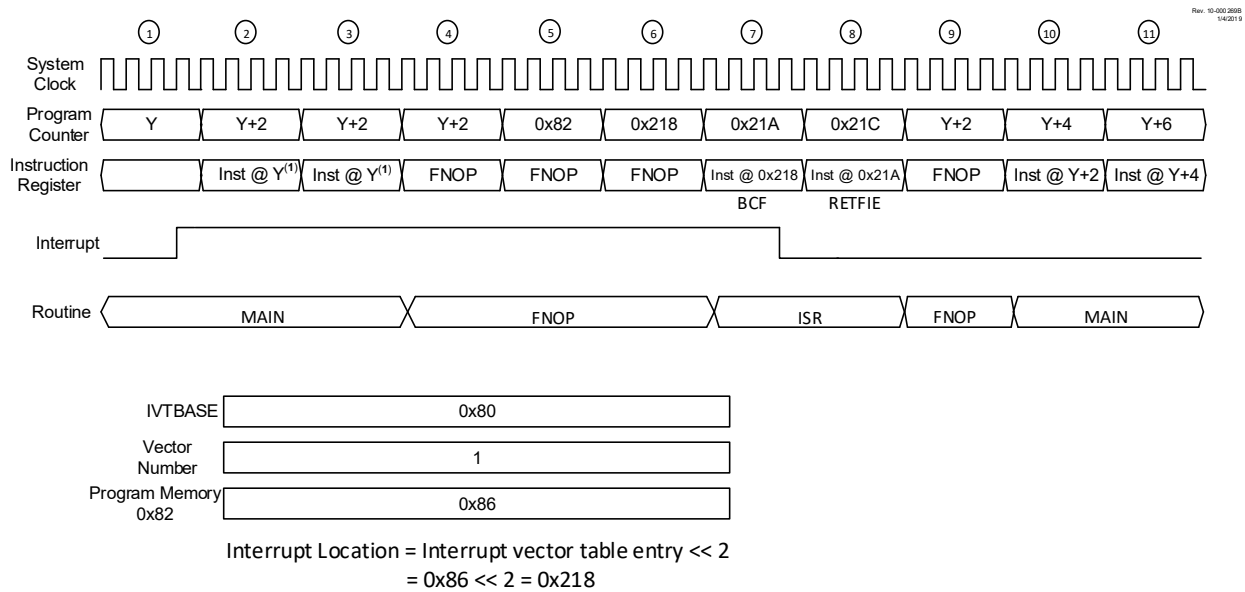 Rev. 10-000 269B
1/4/2019
1 2 3 4 5 6 7 8 9 10 11
System
Clock
Program
Counter
Y Y+2 Y+2 Y+2 0x82 0x218 0x21A 0x21C Y+2 Y+4 Y+6
Instruction
Register
Inst @ Y(1) Inst @ Y(1) FNOP FNOP FNOP Inst @ 0x218 Inst @ 0x21A FNOP Inst @ Y+2 Inst @ Y+4
BCF RETFIE
Interrupt
Routine MAIN FNOP ISR FNOP MAIN
IVTBASE 0x80
Vector
Number
1
Program Memory
0x82
0x86
Interrupt Location = Interrupt vector table entry << 2
= 0x86 << 2 = 0x218